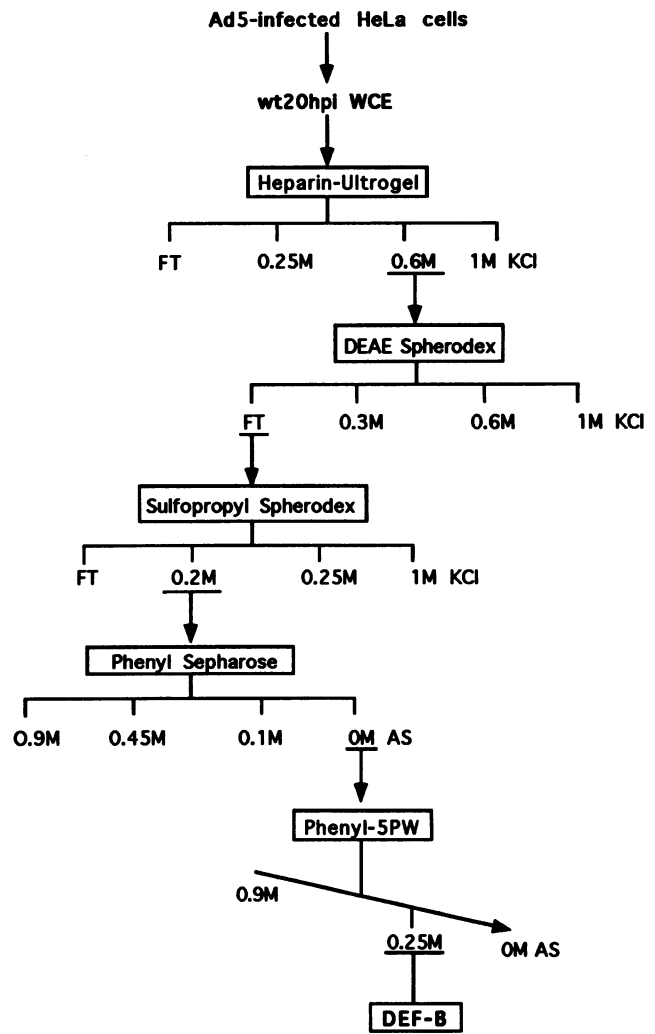 Ad5-infected HeLa cells
wt20hpi WCE
Heparin-Ultrogel
FT 0.25M 0.6M 1M KCl
DEAE Spherodex
FT 0.3M 0.6M 1M KCl
Sulfopropyl Spherodex
FT 0.2M 0.25M 1M KCl
Phenyl Sepharose
0.9M 0.45M 0.1M 0M AS
Phenyl-5PW
0.9M
0.25M 0M AS
DEF-B